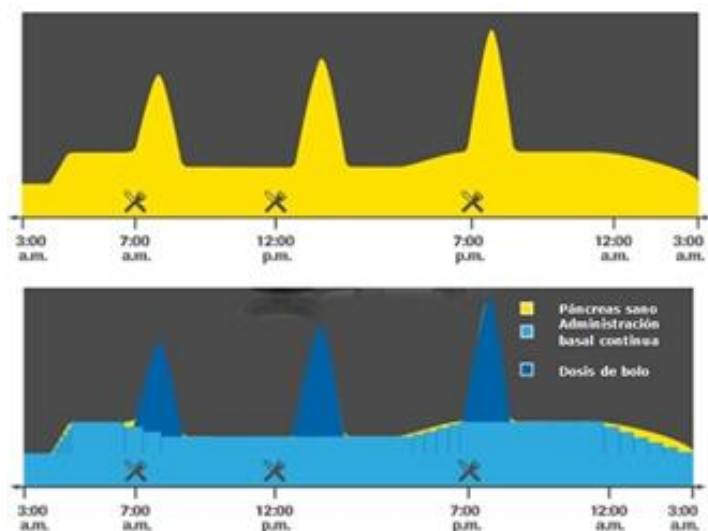 3:00 7:00 12:00 7:00 12:00 3:00
a.m. a.m. p.m. p.m. a.m. a.m.
Páncreas sano
Administración
basal continua
Dosis de bolo
3:00 7:00 12:00 7:00 12:00 3:00
a.m. a.m. p.m. p.m. a.m. a.m.